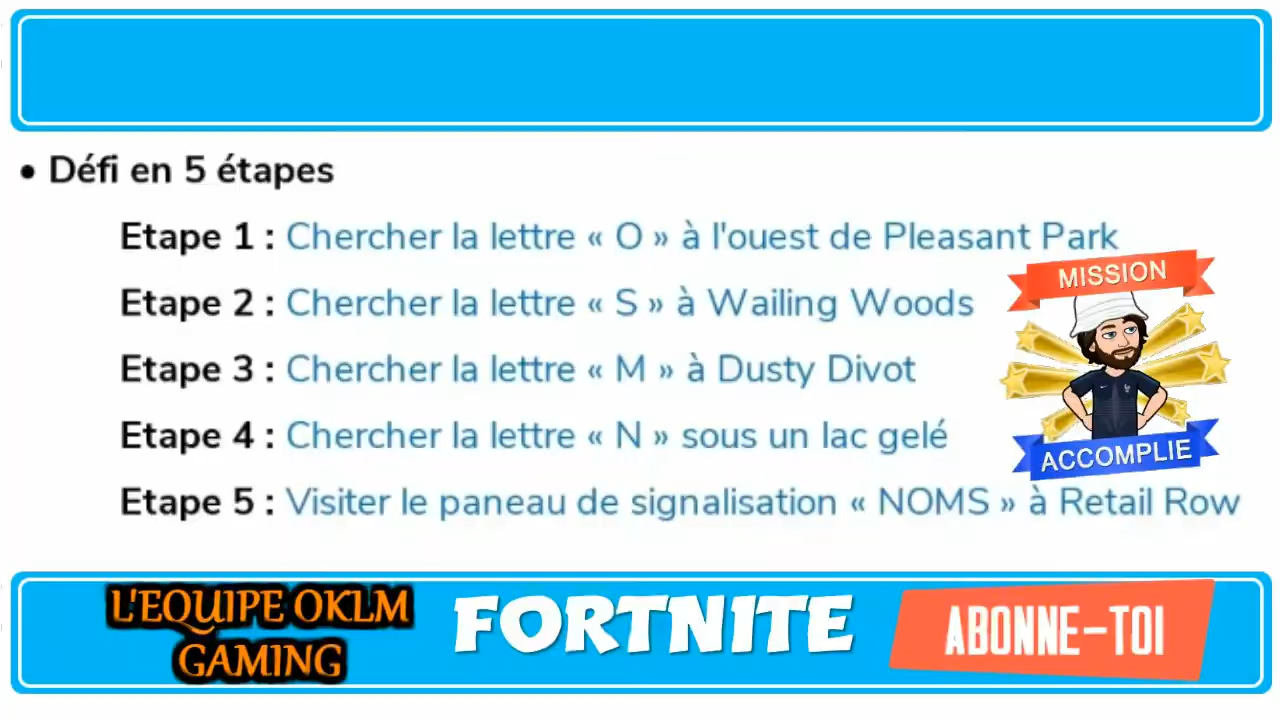 • Défi en 5 étapes
Etape 1 : Chercher la lettre « O » à l'ouest de Pleasant Park
Etape 2 : Chercher la lettre « S » à Wailing Woods
Etape 3 : Chercher la lettre « M » à Dusty Divot
Etape 4 : Chercher la lettre « N » sous un lac gelé
Etape 5 : Visiter le paneau de signalisation « NOMS » à Retail Row
MISSION
ACCOMPLIE
L'EQUIPE OKLM
GAMING
FORTNITE
ABONNE-TOI